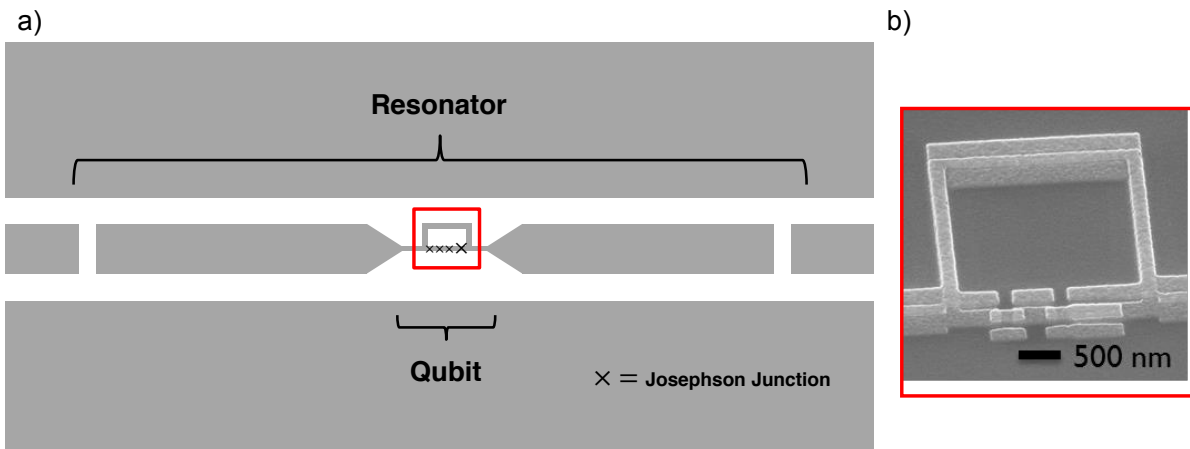 a)
b)
Resonator
Qubit
× = Josephson Junction
500 nm